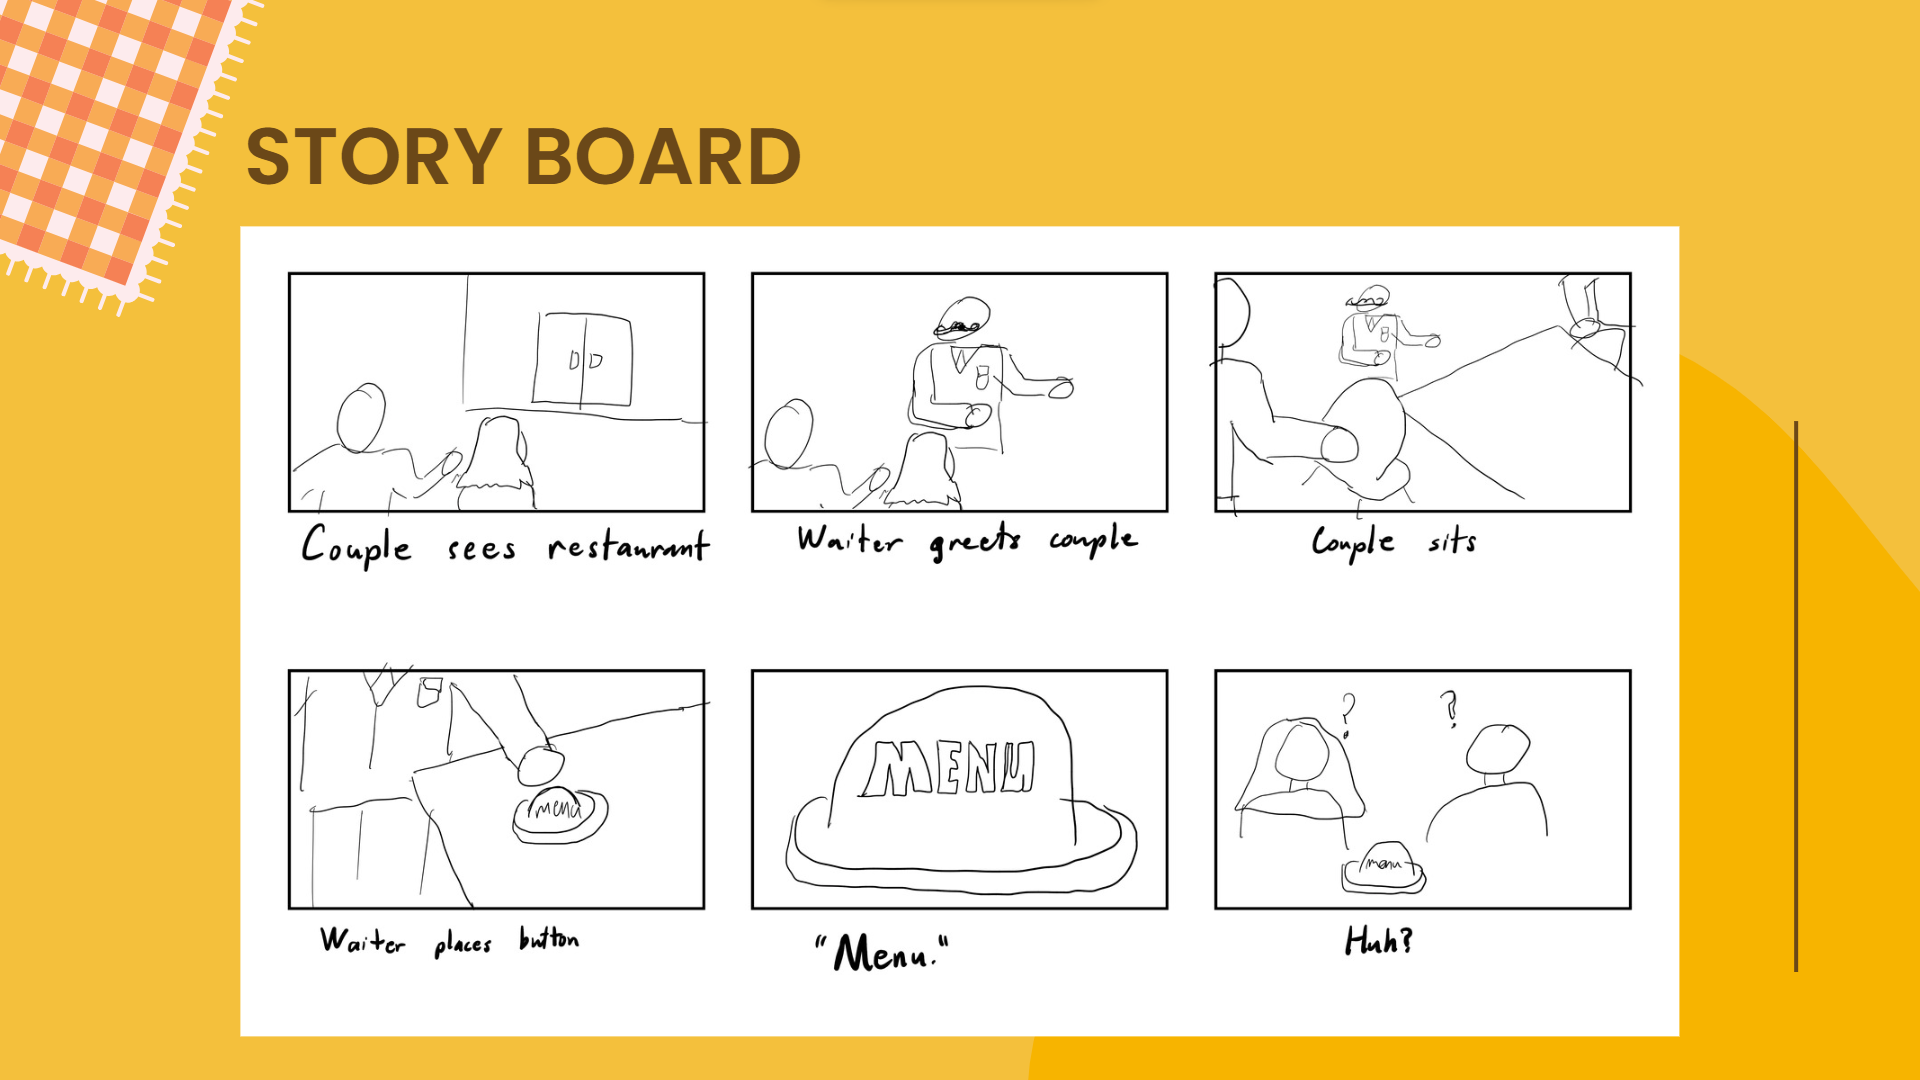 STORY BOARD
Couple sees restaurant
Waiter greets couple
Couple sits
menu
MENU
? ?
menu
Waiter places button
"Menu."
Huh?